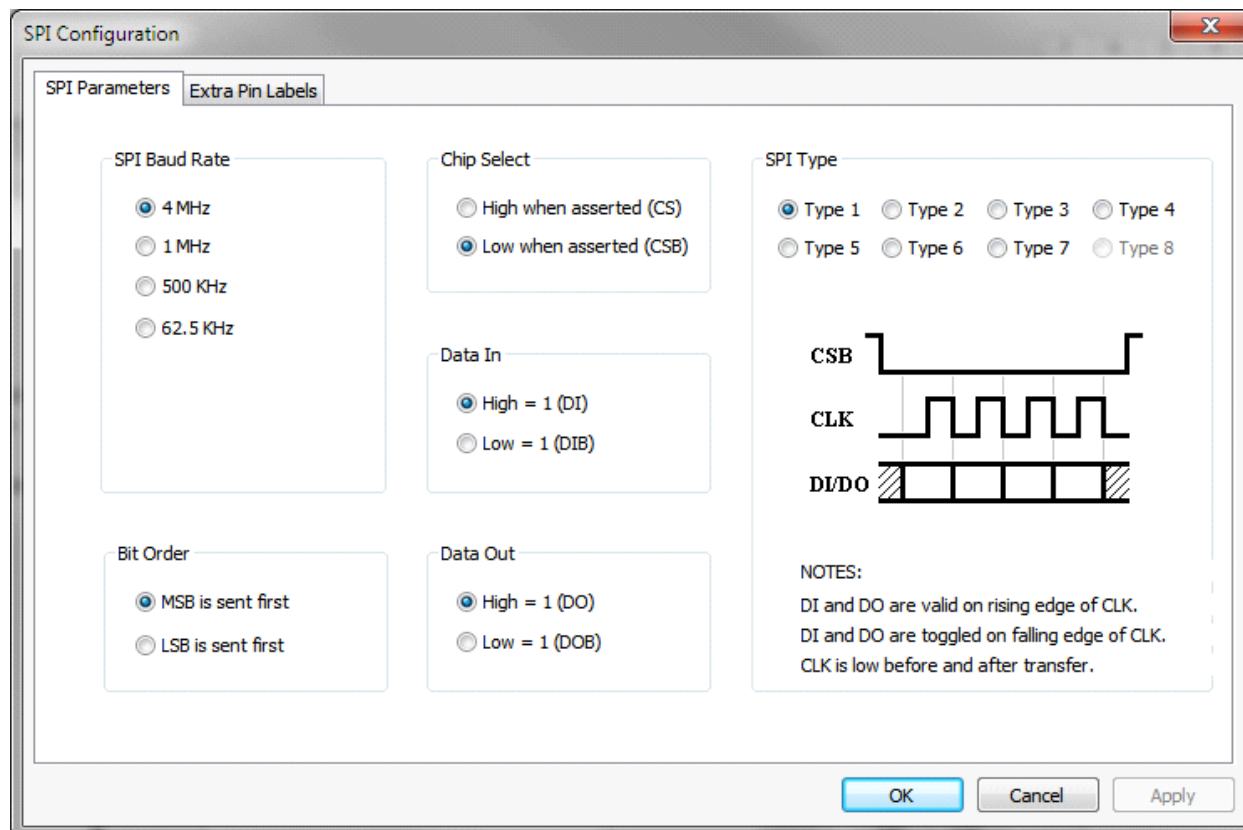 SPI Configuration
SPI Parameters
Extra Pin Labels
SPI Baud Rate
4 MHz
1 MHz
500 KHz
62.5 KHz
Bit Order
MSB is sent first
LSB is sent first
Chip Select
High when asserted (CS)
Low when asserted (CSB)
Data In
High = 1 (DI)
Low = 1 (DIB)
Data Out
High = 1 (DO)
Low = 1 (DOB)
SPI Type
Type 1 Type 2 Type 3 Type 4
Type 5 Type 6 Type 7 Type 8
CSB
CLK
DI/DO
NOTES:
DI and DO are valid on rising edge of CLK.
DI and DO are toggled on falling edge of CLK.
CLK is low before and after transfer.
OK
Cancel
Apply